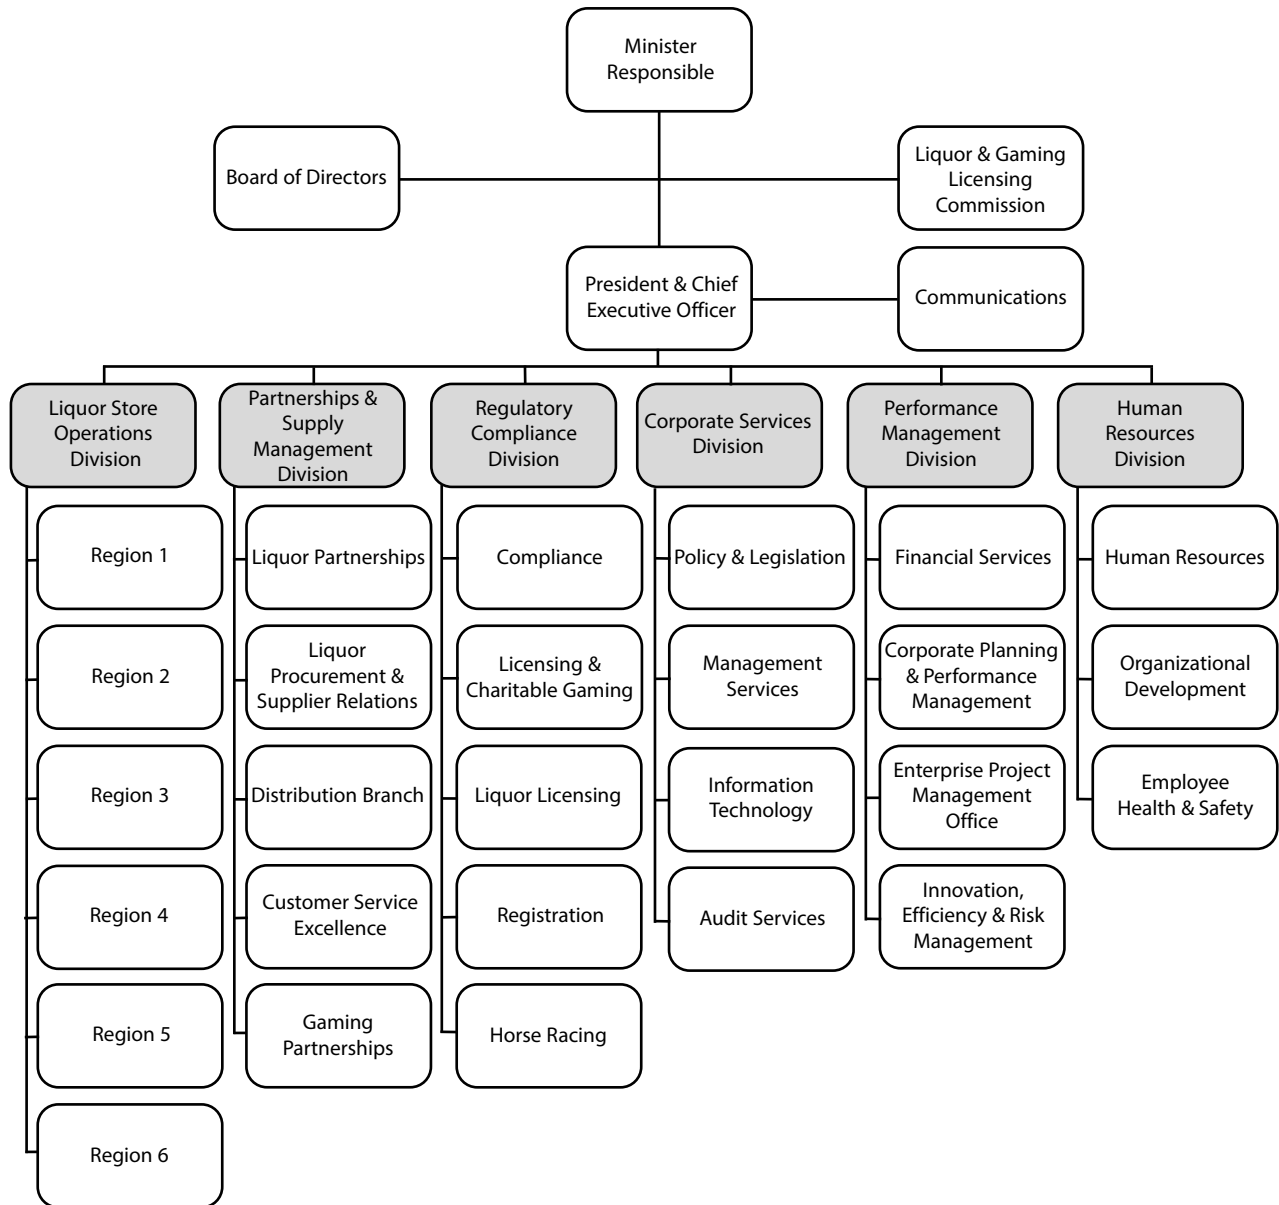 Minister
Responsible
Board of Directors
Liquor & Gaming
Licensing
Commission
President & Chief
Executive Officer
Communications
Liquor Store
Operations
Division
Partnerships &
Supply
Management
Division
Regulatory
Compliance
Division
Corporate Services
Division
Performance
Management
Division
Human
Resources
Division
Region 1
Liquor Partnerships
Compliance
Policy & Legislation
Financial Services
Human Resources
Region 2
Liquor
Procurement &
Supplier Relations
Licensing &
Charitable Gaming
Management
Services
Corporate Planning
& Performance
Management
Organizational
Development
Region 3
Distribution Branch
Liquor Licensing
Information
Technology
Enterprise Project
Management
Office
Employee
Health & Safety
Region 4
Customer Service
Excellence
Registration
Audit Services
Innovation,
Efficiency & Risk
Management
Region 5
Gaming
Partnerships
Horse Racing
Region 6